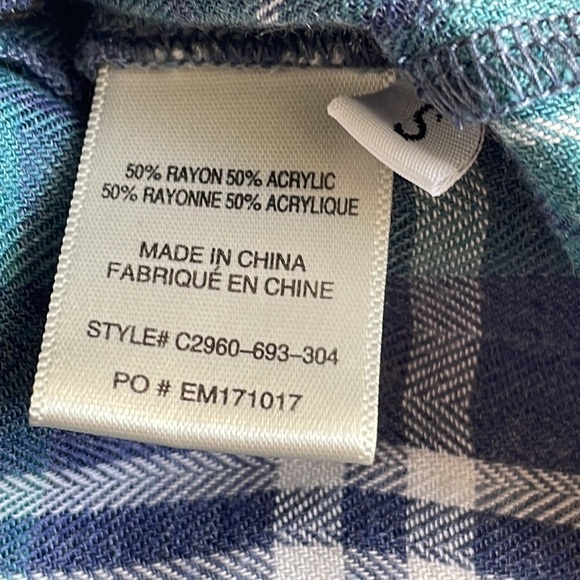 S
50% RAYON 50% ACRYLIC
50% RAYONNE 50% ACRYLIQUE
MADE IN CHINA
FABRIQUÉ EN CHINE
STYLE# C2960-693-304
PO # EM171017